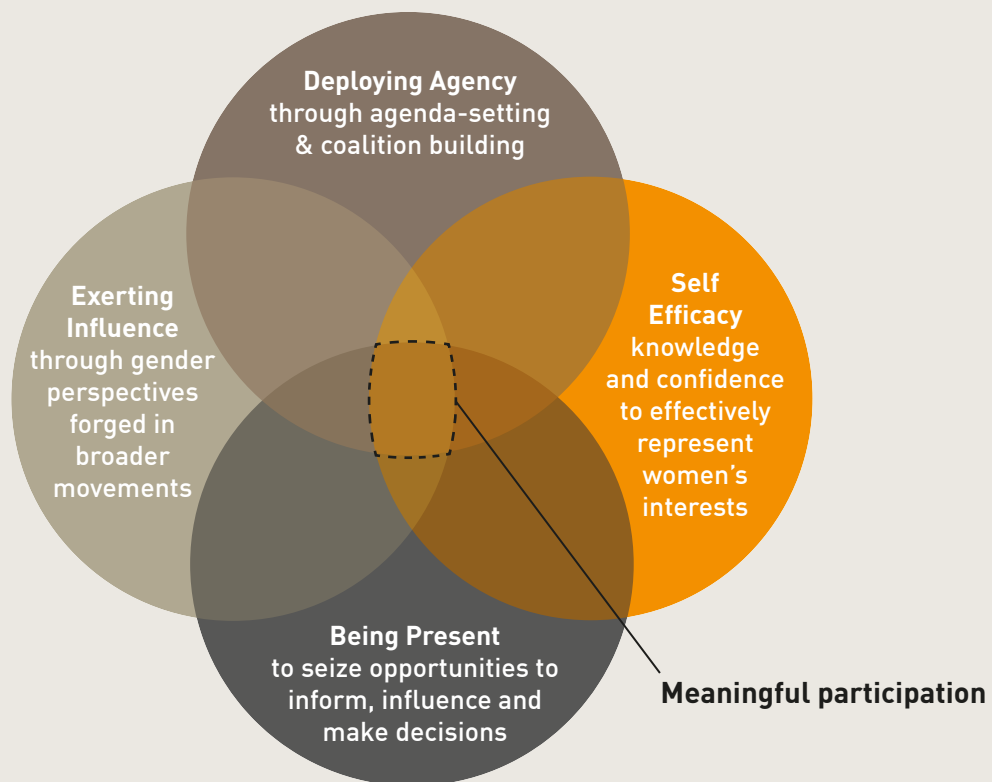 Deploying Agency
through agenda-setting
& coalition building
Exerting
Influence
through gender
perspectives
forged in
broader
movements
Self
Efficacy
knowledge
and confidence
to effectively
represent
women's
interests
Being Present
to seize opportunities to
inform, influence and
make decisions
Meaningful participation